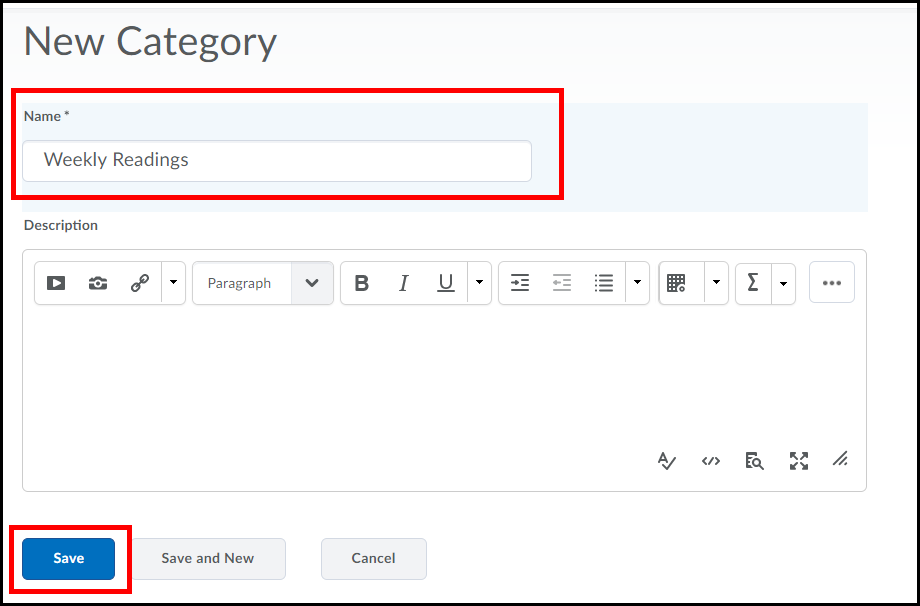 New Category
Name *
Weekly Readings
Description
Paragraph B I U Σ
Save Save and New Cancel